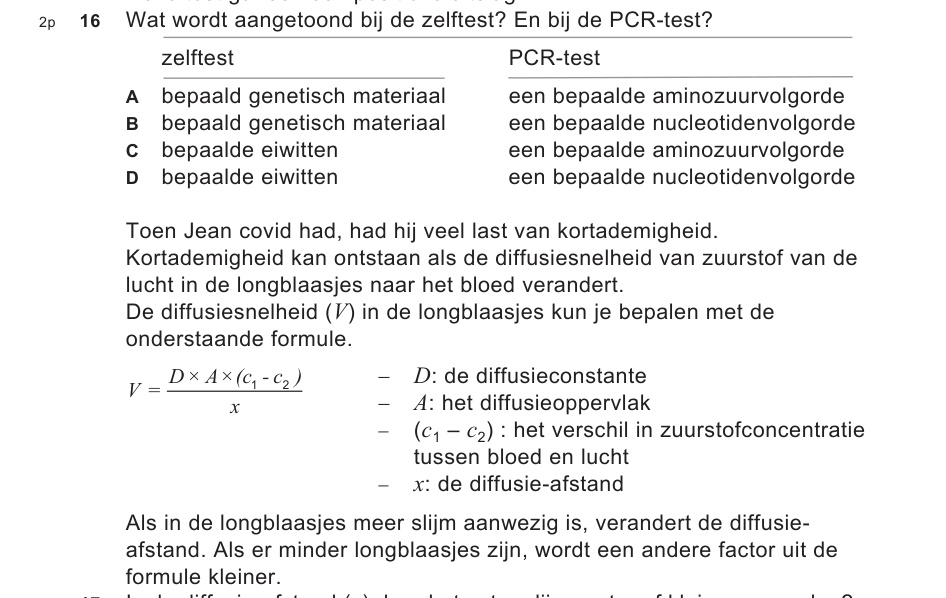 2p 16 Wat wordt aangetoond bij de zelftest? En bij de PCR-test?
zelftest PCR-test
A bepaald genetisch materiaal een bepaalde aminozuurvolgorde
B bepaald genetisch materiaal een bepaalde nucleotidenvolgorde
C bepaalde eiwitten een bepaalde aminozuurvolgorde
D bepaalde eiwitten een bepaalde nucleotidenvolgorde
Toen Jean covid had, had hij veel last van kortademigheid.
Kortademigheid kan ontstaan als de diffusiesnelheid van zuurstof van de
lucht in de longblaasjes naar het bloed verandert.
De diffusiesnelheid (V) in de longblaasjes kun je bepalen met de
onderstaande formule.
V = D × A × (c₁ - c₂) / x
– D: de diffusieconstante
– A: het diffusieoppervlak
– (c₁ – c₂) : het verschil in zuurstofconcentratie
tussen bloed en lucht
– x: de diffusie-afstand
Als in de longblaasjes meer slijm aanwezig is, verandert de diffusie-
afstand. Als er minder longblaasjes zijn, wordt een andere factor uit de
formule kleiner.